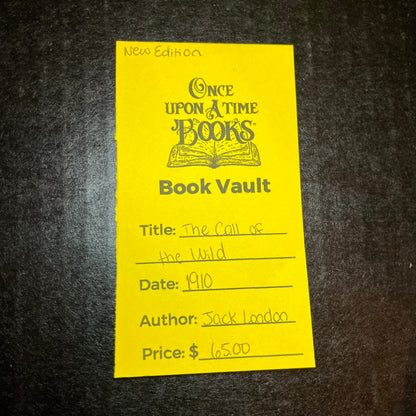 New Edition
ONCE
UPON A TIME
BOOKS
Book Vault
Title: The Call of
the Wild
Date: 1910
Author: Jack London
Price: $ 65.00